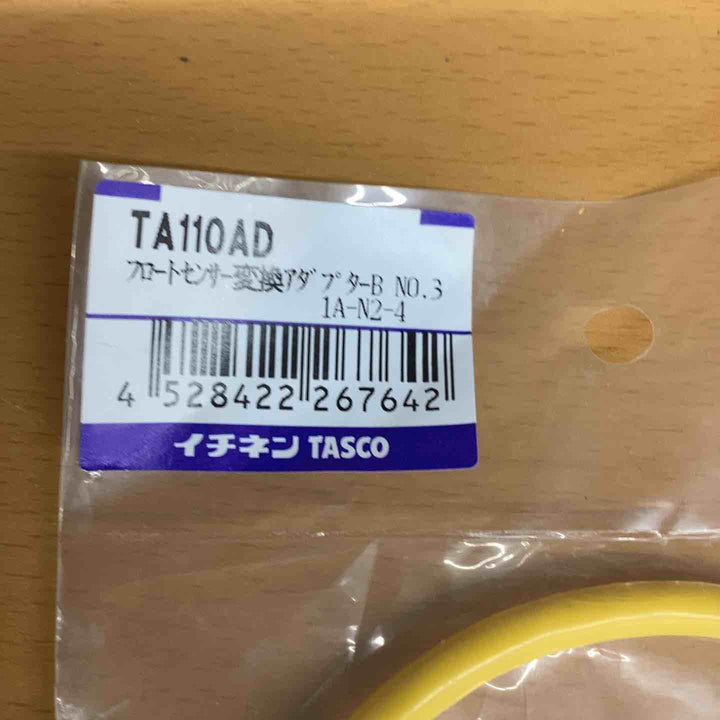 TA110AD
フロートセンサー変換アダプターB NO.3
1A-N2-4
4 528422 267642
イチネン TASCO